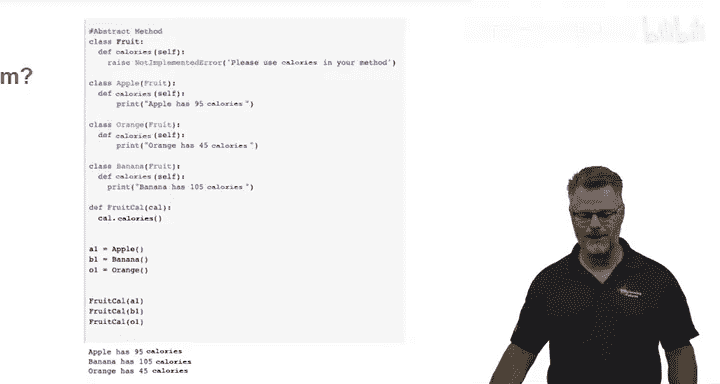 m?
#Abstract Method
class Fruit:
def calories(self):
raise NotImplementedError('Please use calories in your method')
class Apple(Fruit):
def calories(self):
print("Apple has 95 calories ")
class Orange(Fruit):
def calories(self):
print("Orange has 45 calories ")
class Banana(Fruit):
def calories(self):
print("Banana has 105 calories ")
def FruitCal(cal):
cal.calories()
a1 = Apple()
b1 = Banana()
o1 = Orange()
FruitCal(a1)
FruitCal(b1)
FruitCal(o1)
Apple has 95 calories
Banana has 105 calories
Orange has 45 calories
bilibili